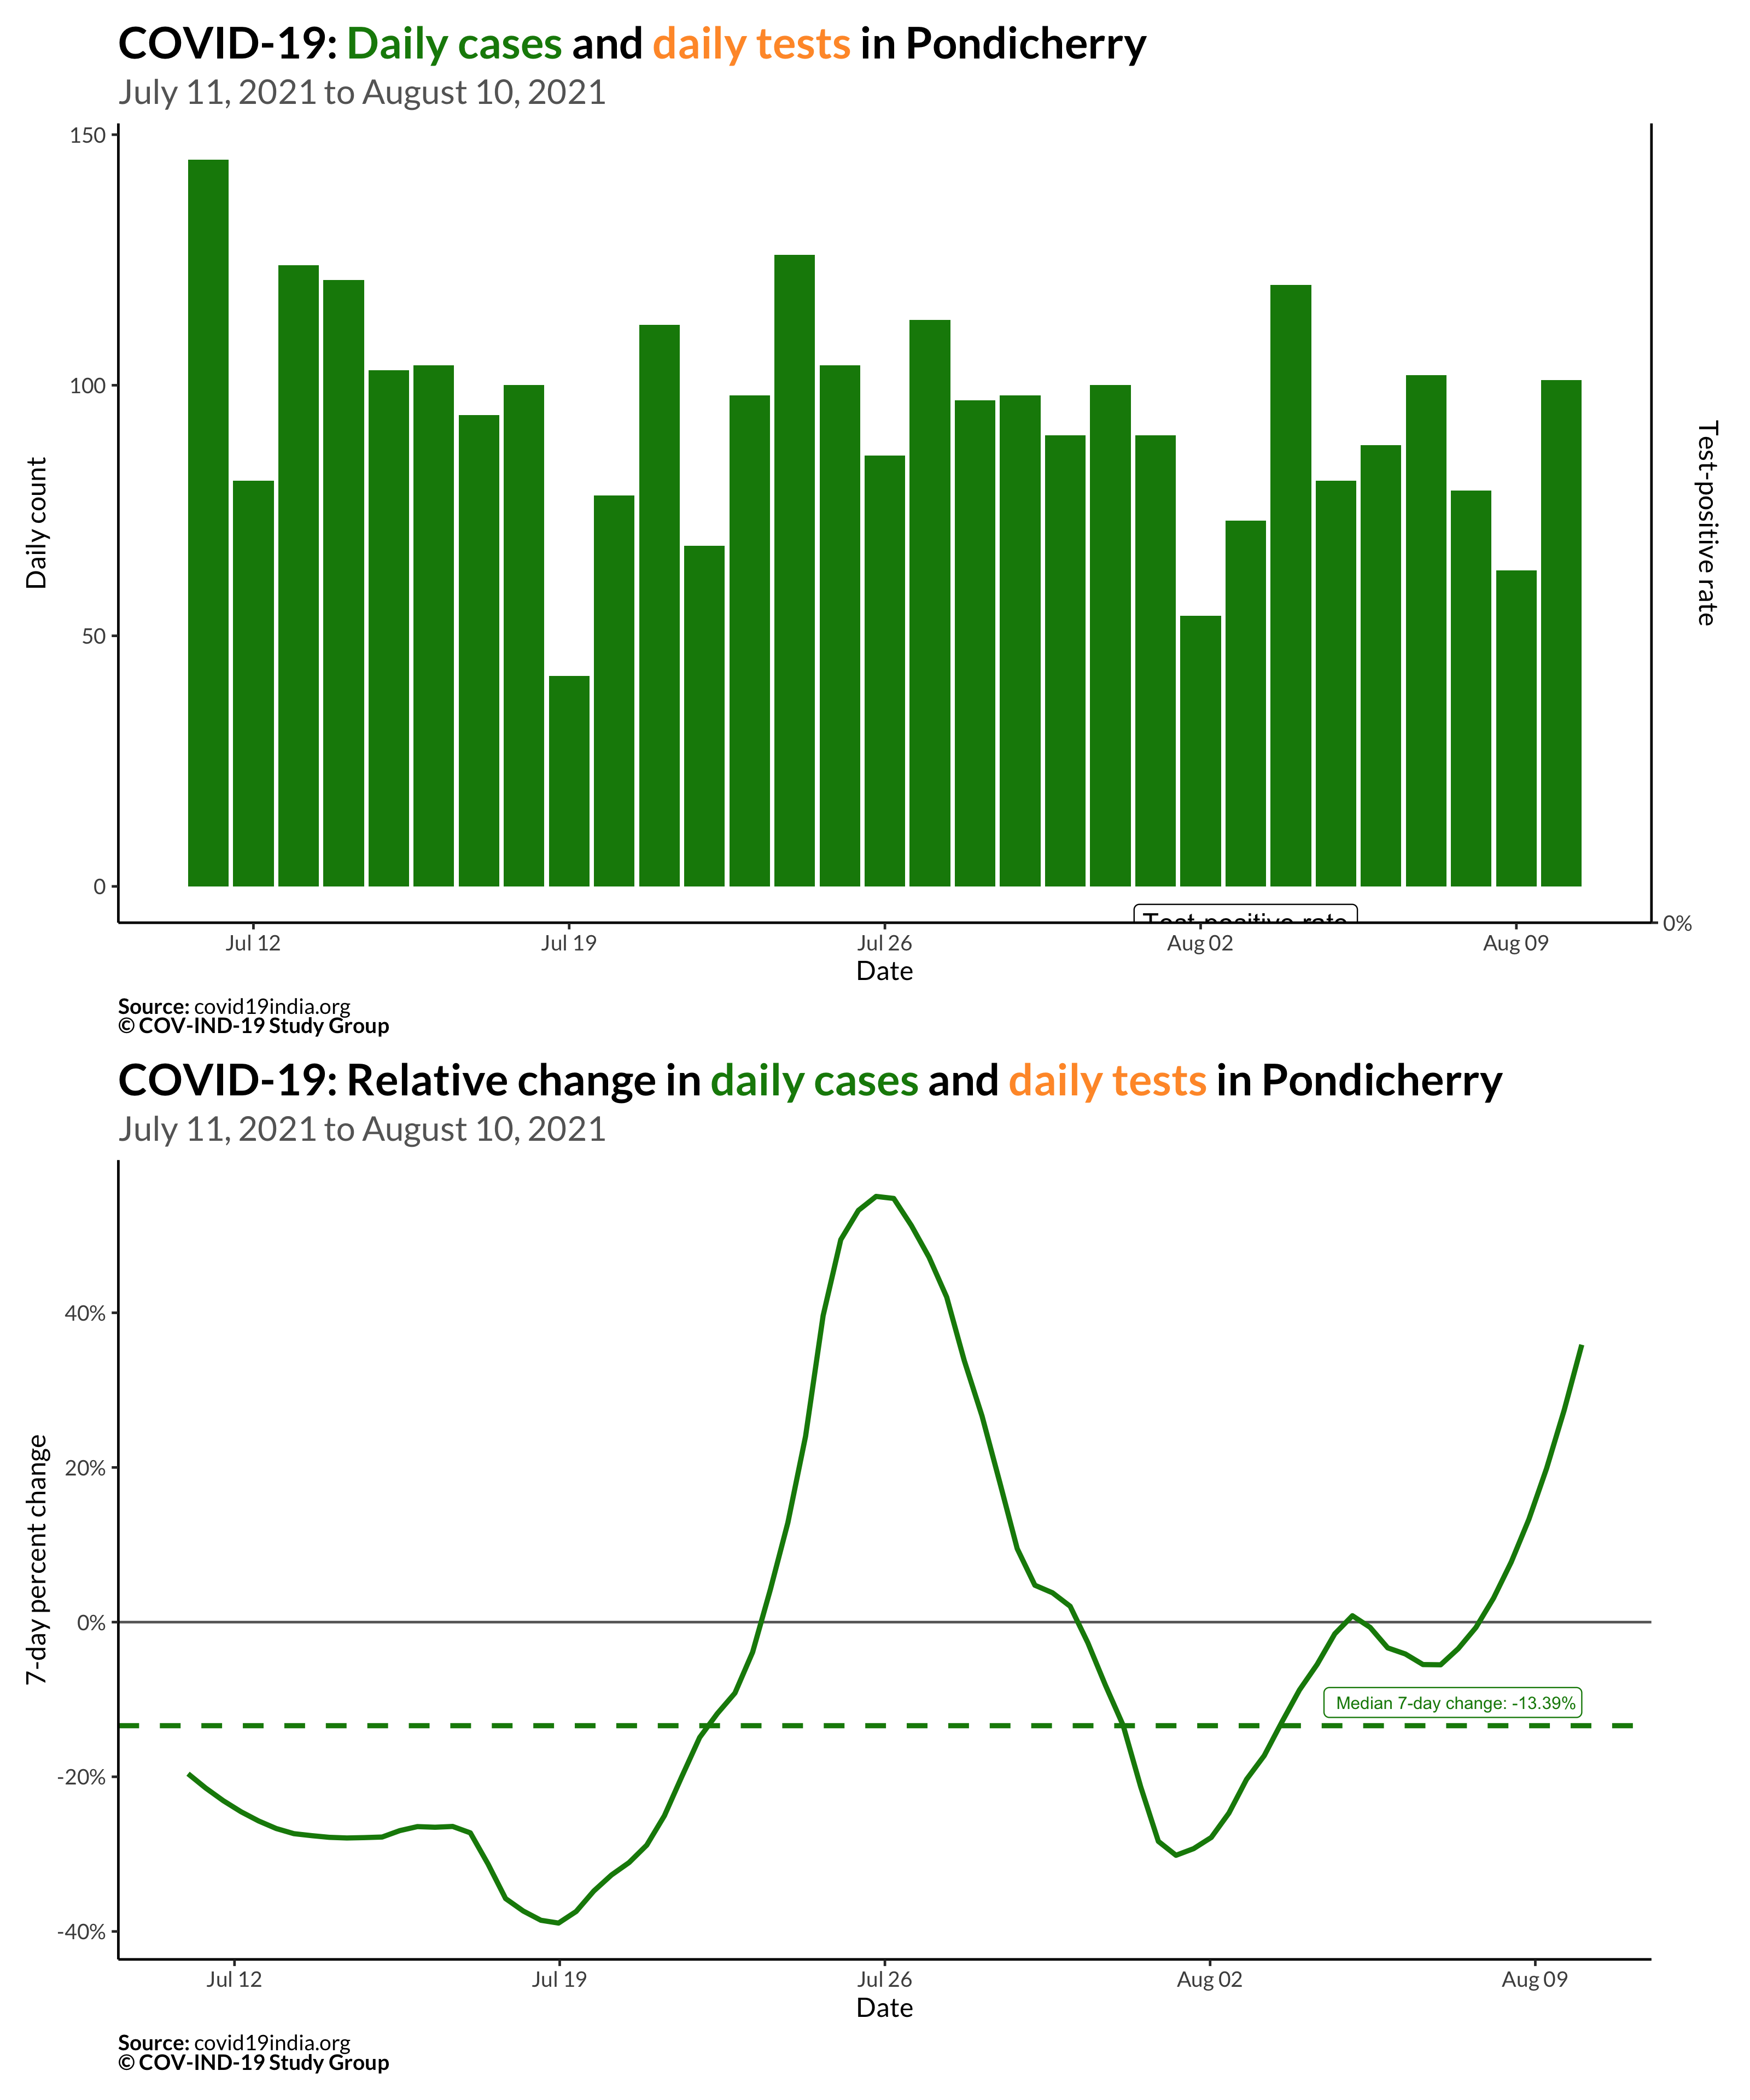 COVID-19: Daily cases and daily tests in Pondicherry
July 11, 2021 to August 10, 2021
150
100
50
0
Daily count
Test-positive rate
Test-positive rate
0%
Jul 12
Jul 19
Jul 26
Aug 02
Aug 09
Date
Source: covid19india.org
© COV-IND-19 Study Group
COVID-19: Relative change in daily cases and daily tests in Pondicherry
July 11, 2021 to August 10, 2021
40%
20%
0%
-20%
-40%
7-day percent change
Median 7-day change: -13.39%
Jul 12
Jul 19
Jul 26
Aug 02
Aug 09
Date
Source: covid19india.org
© COV-IND-19 Study Group